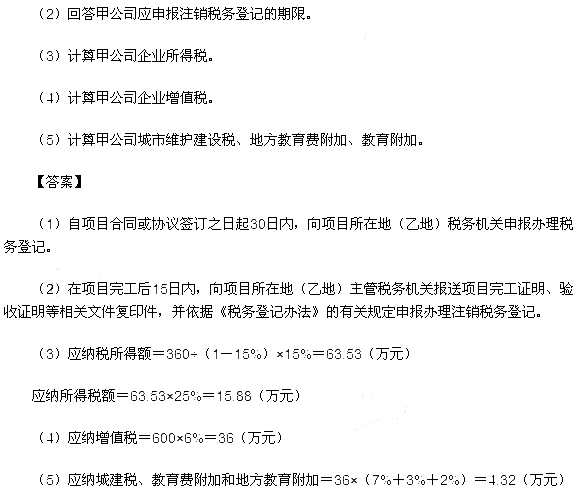 （2）回答甲公司应申报注销税务登记的期限。
（3）计算甲公司企业所得税。
（4）计算甲公司企业增值税。
（5）计算甲公司城市维护建设税、地方教育费附加、教育附加。
【答案】
（1）自项目合同或协议签订之日起30日内，向项目所在地（乙地）税务机关申报办理税
务登记。
（2）在项目完工后15日内，向项目所在地（乙地）主管税务机关报送项目完工证明、验
收证明等相关文件复印件，并依据《税务登记办法》的有关规定申报办理注销税务登记。
（3）应纳税所得额＝360÷（1－15%）×15%＝63.53（万元）
应纳所得税额＝63.53×25%＝15.88（万元）
（4）应纳增值税＝600×6%＝36（万元）
（5）应纳城建税、教育费附加和地方教育附加＝36×（7%＋3%＋2%）＝4.32（万元）